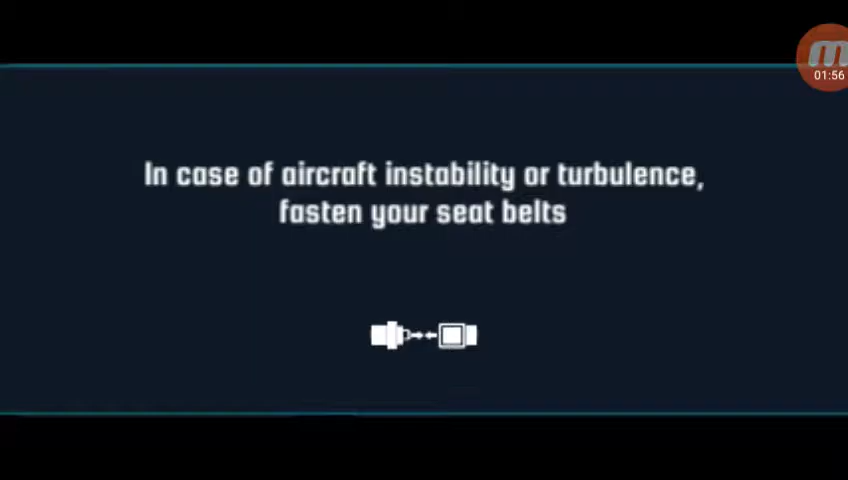 01:56
In case of aircraft instability or turbulence,
fasten your seat belts